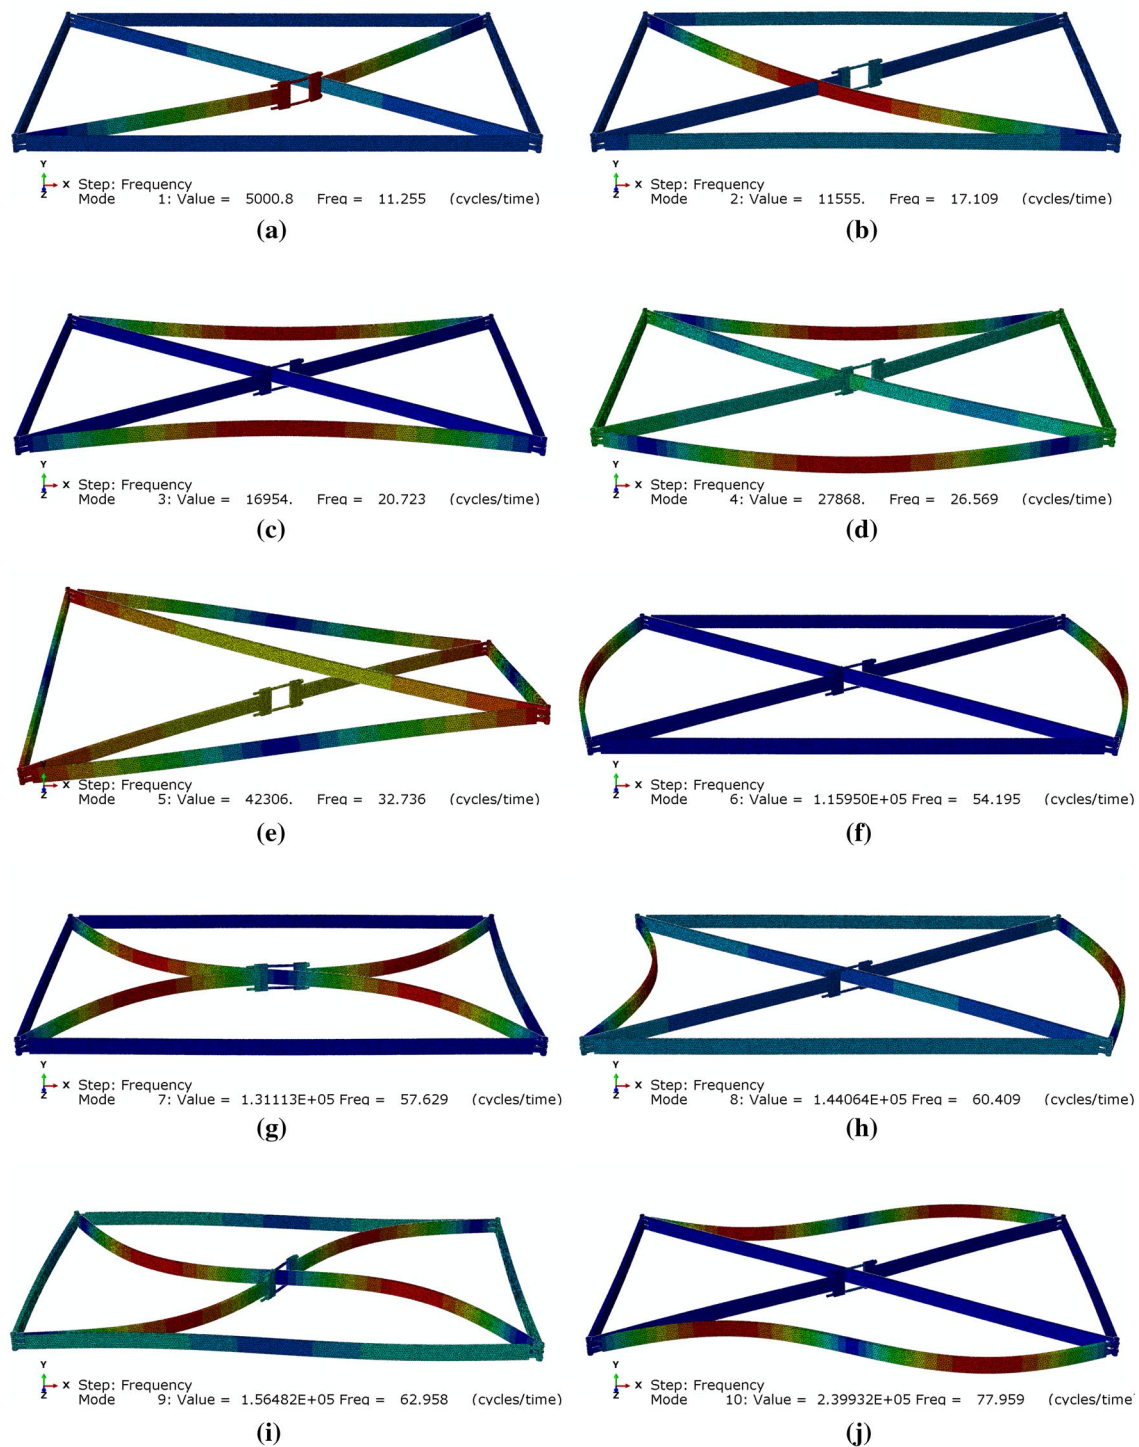 Y
X Step: Frequency
Z Mode 1: Value = 5000.8 Freq = 11.255 (cycles/time)
(a)
Y
X Step: Frequency
Z Mode 2: Value = 11555. Freq = 17.109 (cycles/time)
(b)
Y
X Step: Frequency
Z Mode 3: Value = 16954. Freq = 20.723 (cycles/time)
(c)
Y
X Step: Frequency
Z Mode 4: Value = 27868. Freq = 26.569 (cycles/time)
(d)
Y
X Step: Frequency
Z Mode 5: Value = 42306. Freq = 32.736 (cycles/time)
(e)
Y
X Step: Frequency
Z Mode 6: Value = 1.15950E+05 Freq = 54.195 (cycles/time)
(f)
Y
X Step: Frequency
Z Mode 7: Value = 1.31113E+05 Freq = 57.629 (cycles/time)
(g)
Y
X Step: Frequency
Z Mode 8: Value = 1.44064E+05 Freq = 60.409 (cycles/time)
(h)
Y
X Step: Frequency
Z Mode 9: Value = 1.56482E+05 Freq = 62.958 (cycles/time)
(i)
Y
X Step: Frequency
Z Mode 10: Value = 2.39932E+05 Freq = 77.959 (cycles/time)
(j)